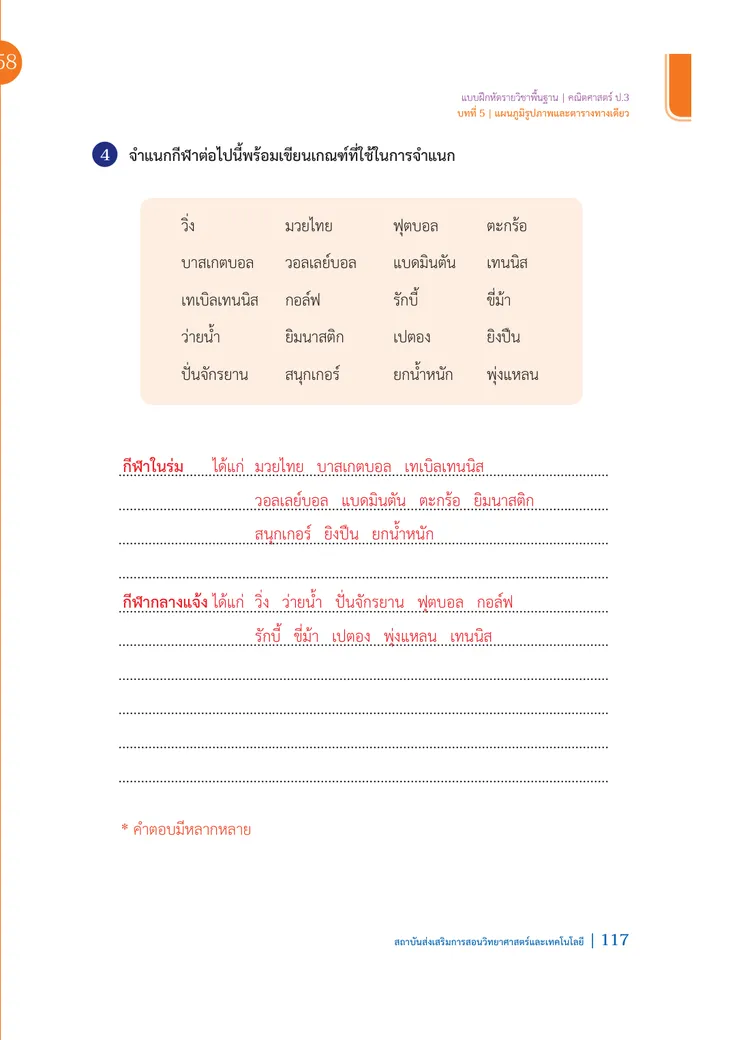 58
แบบฝึกหัดรายวิชาพื้นฐาน | คณิตศาสตร์ ป.3
บทที่ 5 | แผนภูมิรูปภาพและตารางทางเดียว
4 จำแนกกีฬาต่อไปนี้พร้อมเขียนเกณฑ์ที่ใช้ในการจำแนก
วิ่ง มวยไทย ฟุตบอล ตะกร้อ
บาสเกตบอล วอลเลย์บอล แบดมินตัน เทนนิส
เทเบิลเทนนิส กอล์ฟ รักบี้ ขี่ม้า
ว่ายน้ำ ยิมนาสติก เปตอง ยิงปืน
ปั่นจักรยาน สนุกเกอร์ ยกน้ำหนัก พุ่งแหลน
กีฬาในร่ม ได้แก่ มวยไทย บาสเกตบอล เทเบิลเทนนิส
วอลเลย์บอล แบดมินตัน ตะกร้อ ยิมนาสติก
สนุกเกอร์ ยิงปืน ยกน้ำหนัก
กีฬากลางแจ้ง ได้แก่ วิ่ง ว่ายน้ำ ปั่นจักรยาน ฟุตบอล กอล์ฟ
รักบี้ ขี่ม้า เปตอง พุ่งแหลน เทนนิส
* คำตอบมีหลากหลาย
สถาบันส่งเสริมการสอนวิทยาศาสตร์และเทคโนโลยี | 117